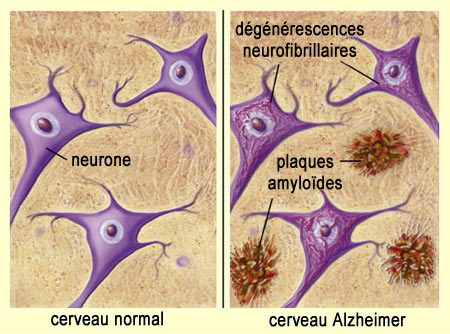 neurone
cerveau normal
dégénérescences
neurofibrillaires
plaques
amyloïdes
cerveau Alzheimer